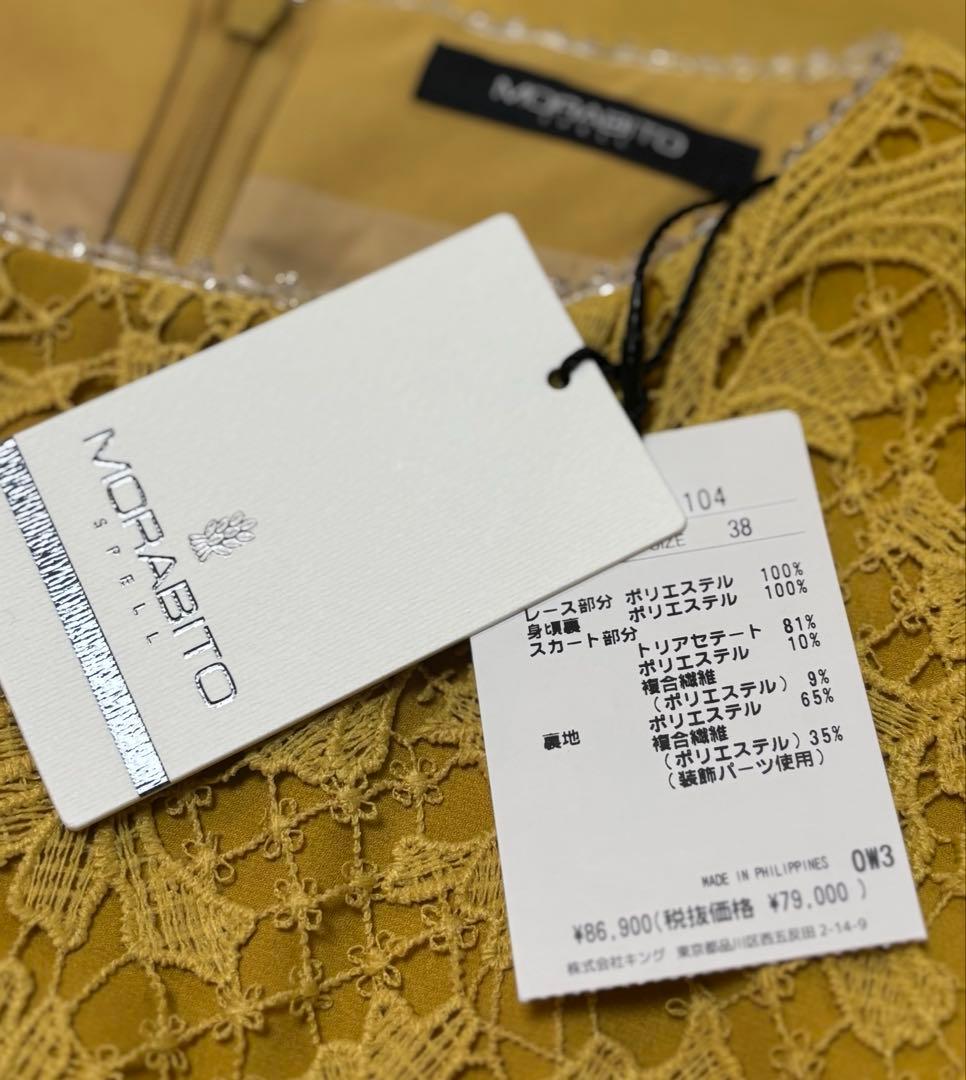 MORABITO
MORABITO
SPELL
104
SIZE 38
レース部分 ポリエステル 100%
身頃裏 ポリエステル 100%
スカート部分
トリアセテート 81%
ポリエステル 10%
複合繊維
(ポリエステル) 9%
裏地 ポリエステル 65%
複合繊維
(ポリエステル) 35%
(装飾パーツ使用)
MADE IN PHILIPPINES 0W3
¥86,900(税抜価格 ¥79,000 )
株式会社キング 東京都品川区西五反田 2-14-9